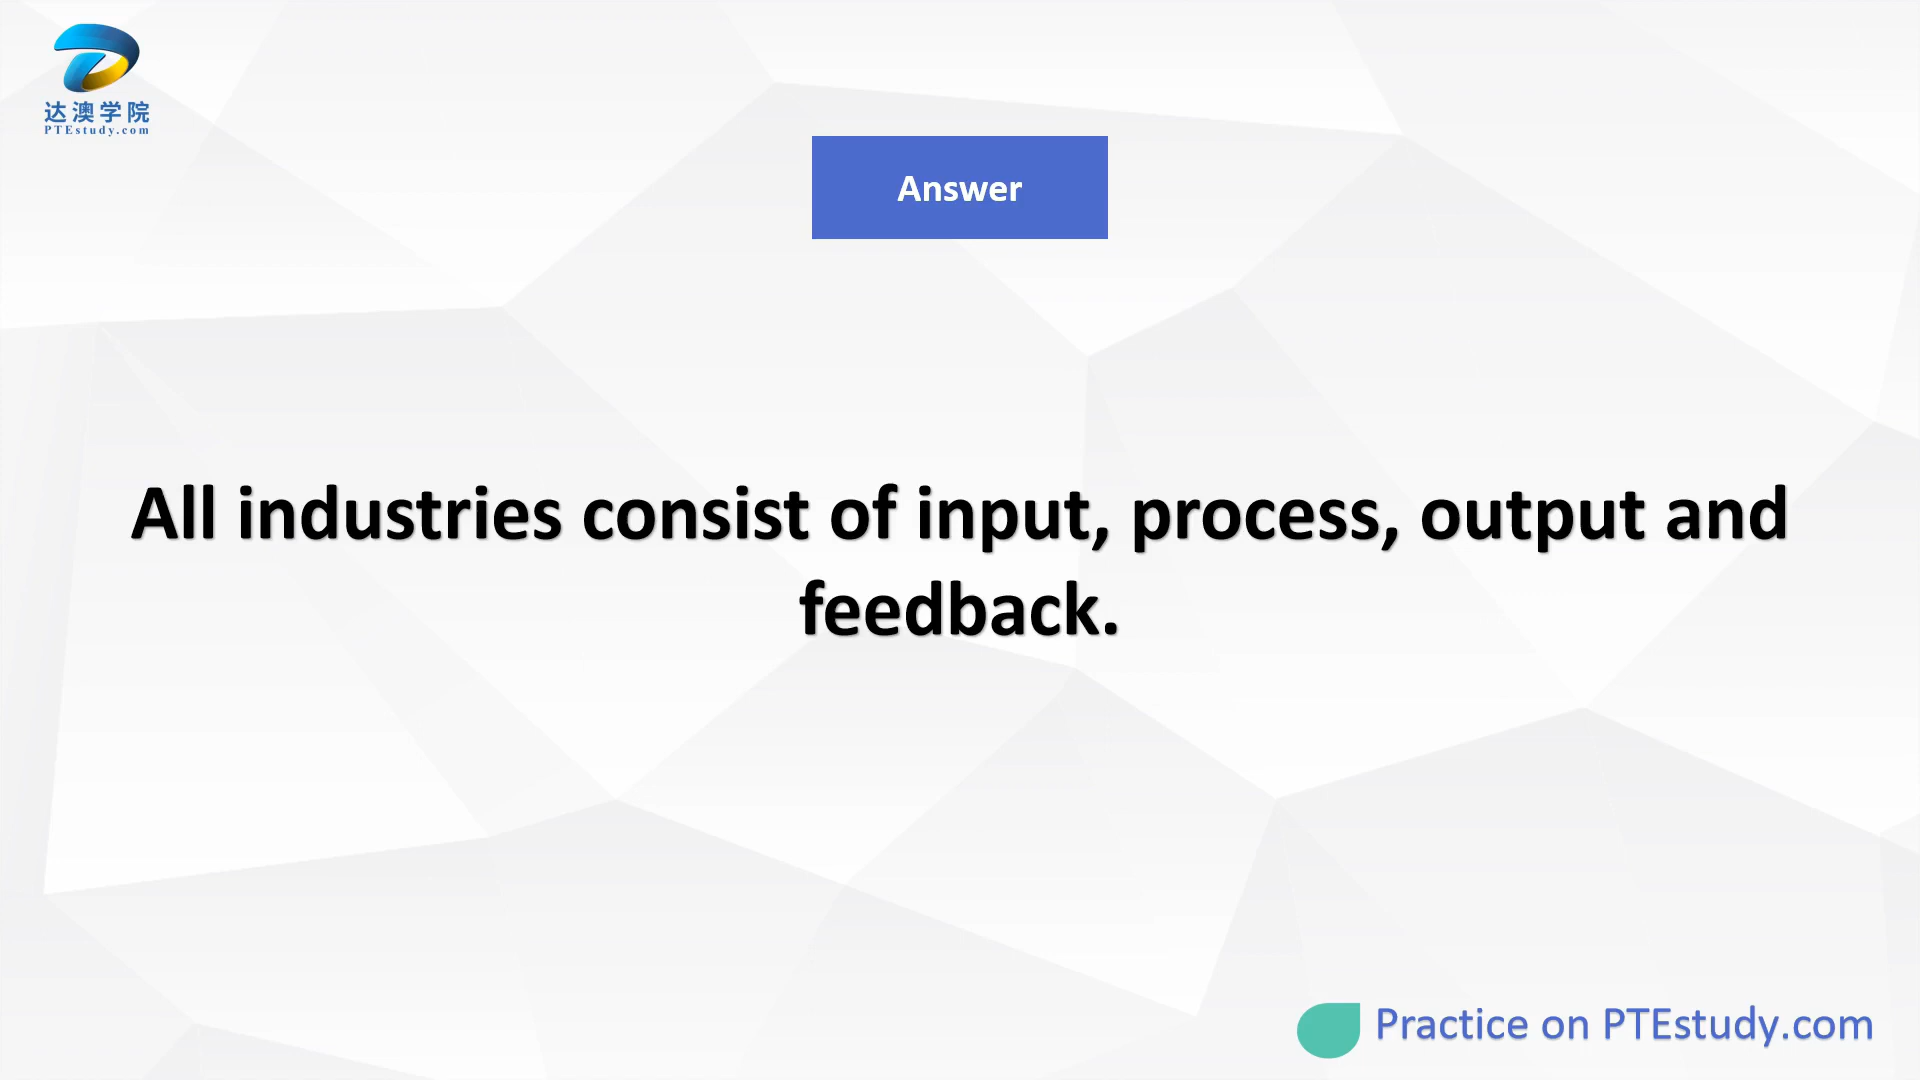 达澳学院
PTEstudy.com
Answer
All industries consist of input, process, output and
feedback.
Practice on PTEstudy.com